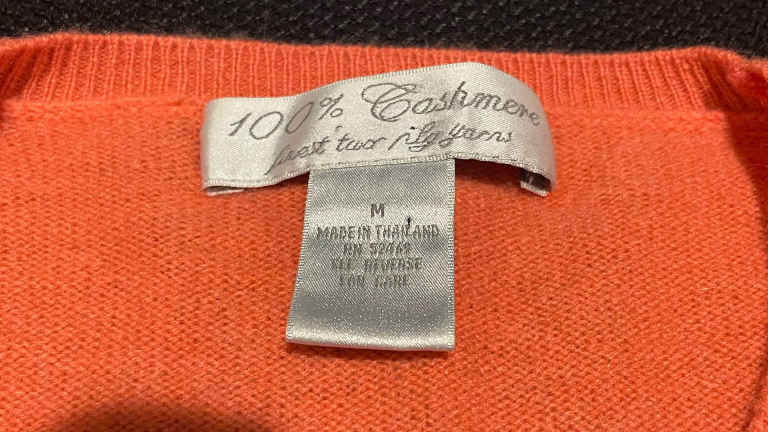 100% Cashmere
finest two ply yarns
M
MADE IN THAILAND
RN 52469
SEE REVERSE
FOR CARE